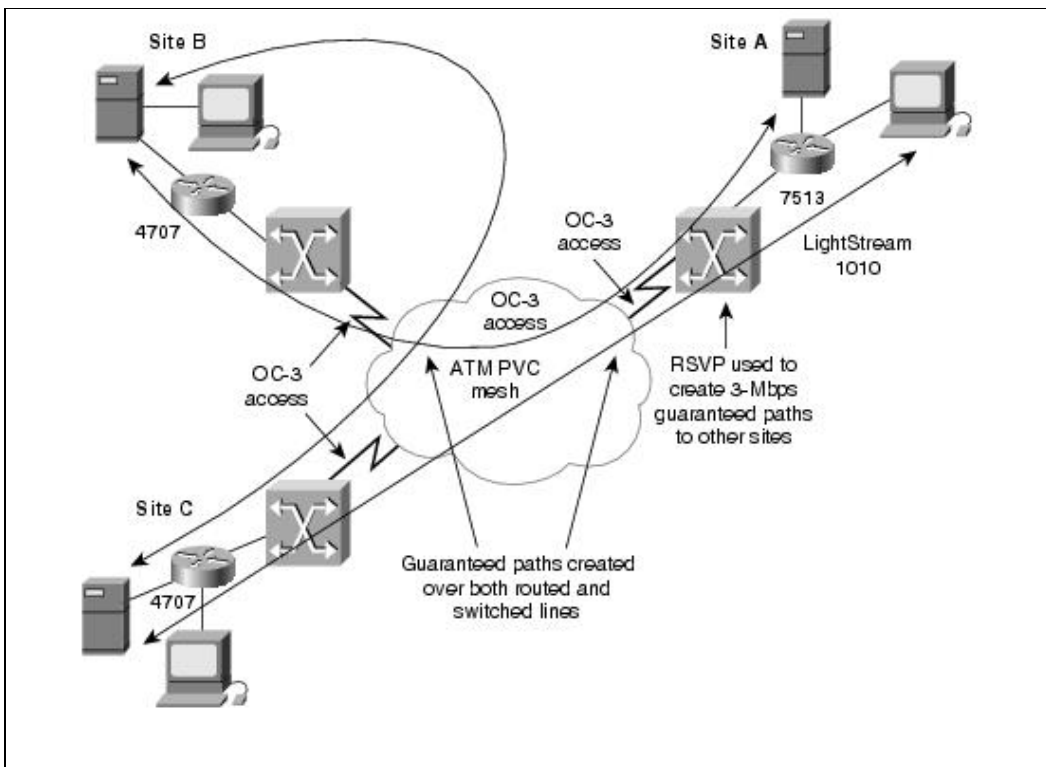 Site B
Site A
4707
7513
OC-3
access
LightStream
1010
OC-3
access
ATM PVC
mesh
RSVP used to
create 3-Mbps
guaranteed paths
to other sites
OC-3
access
Site C
4707
Guaranteed paths created
over both routed and
switched lines